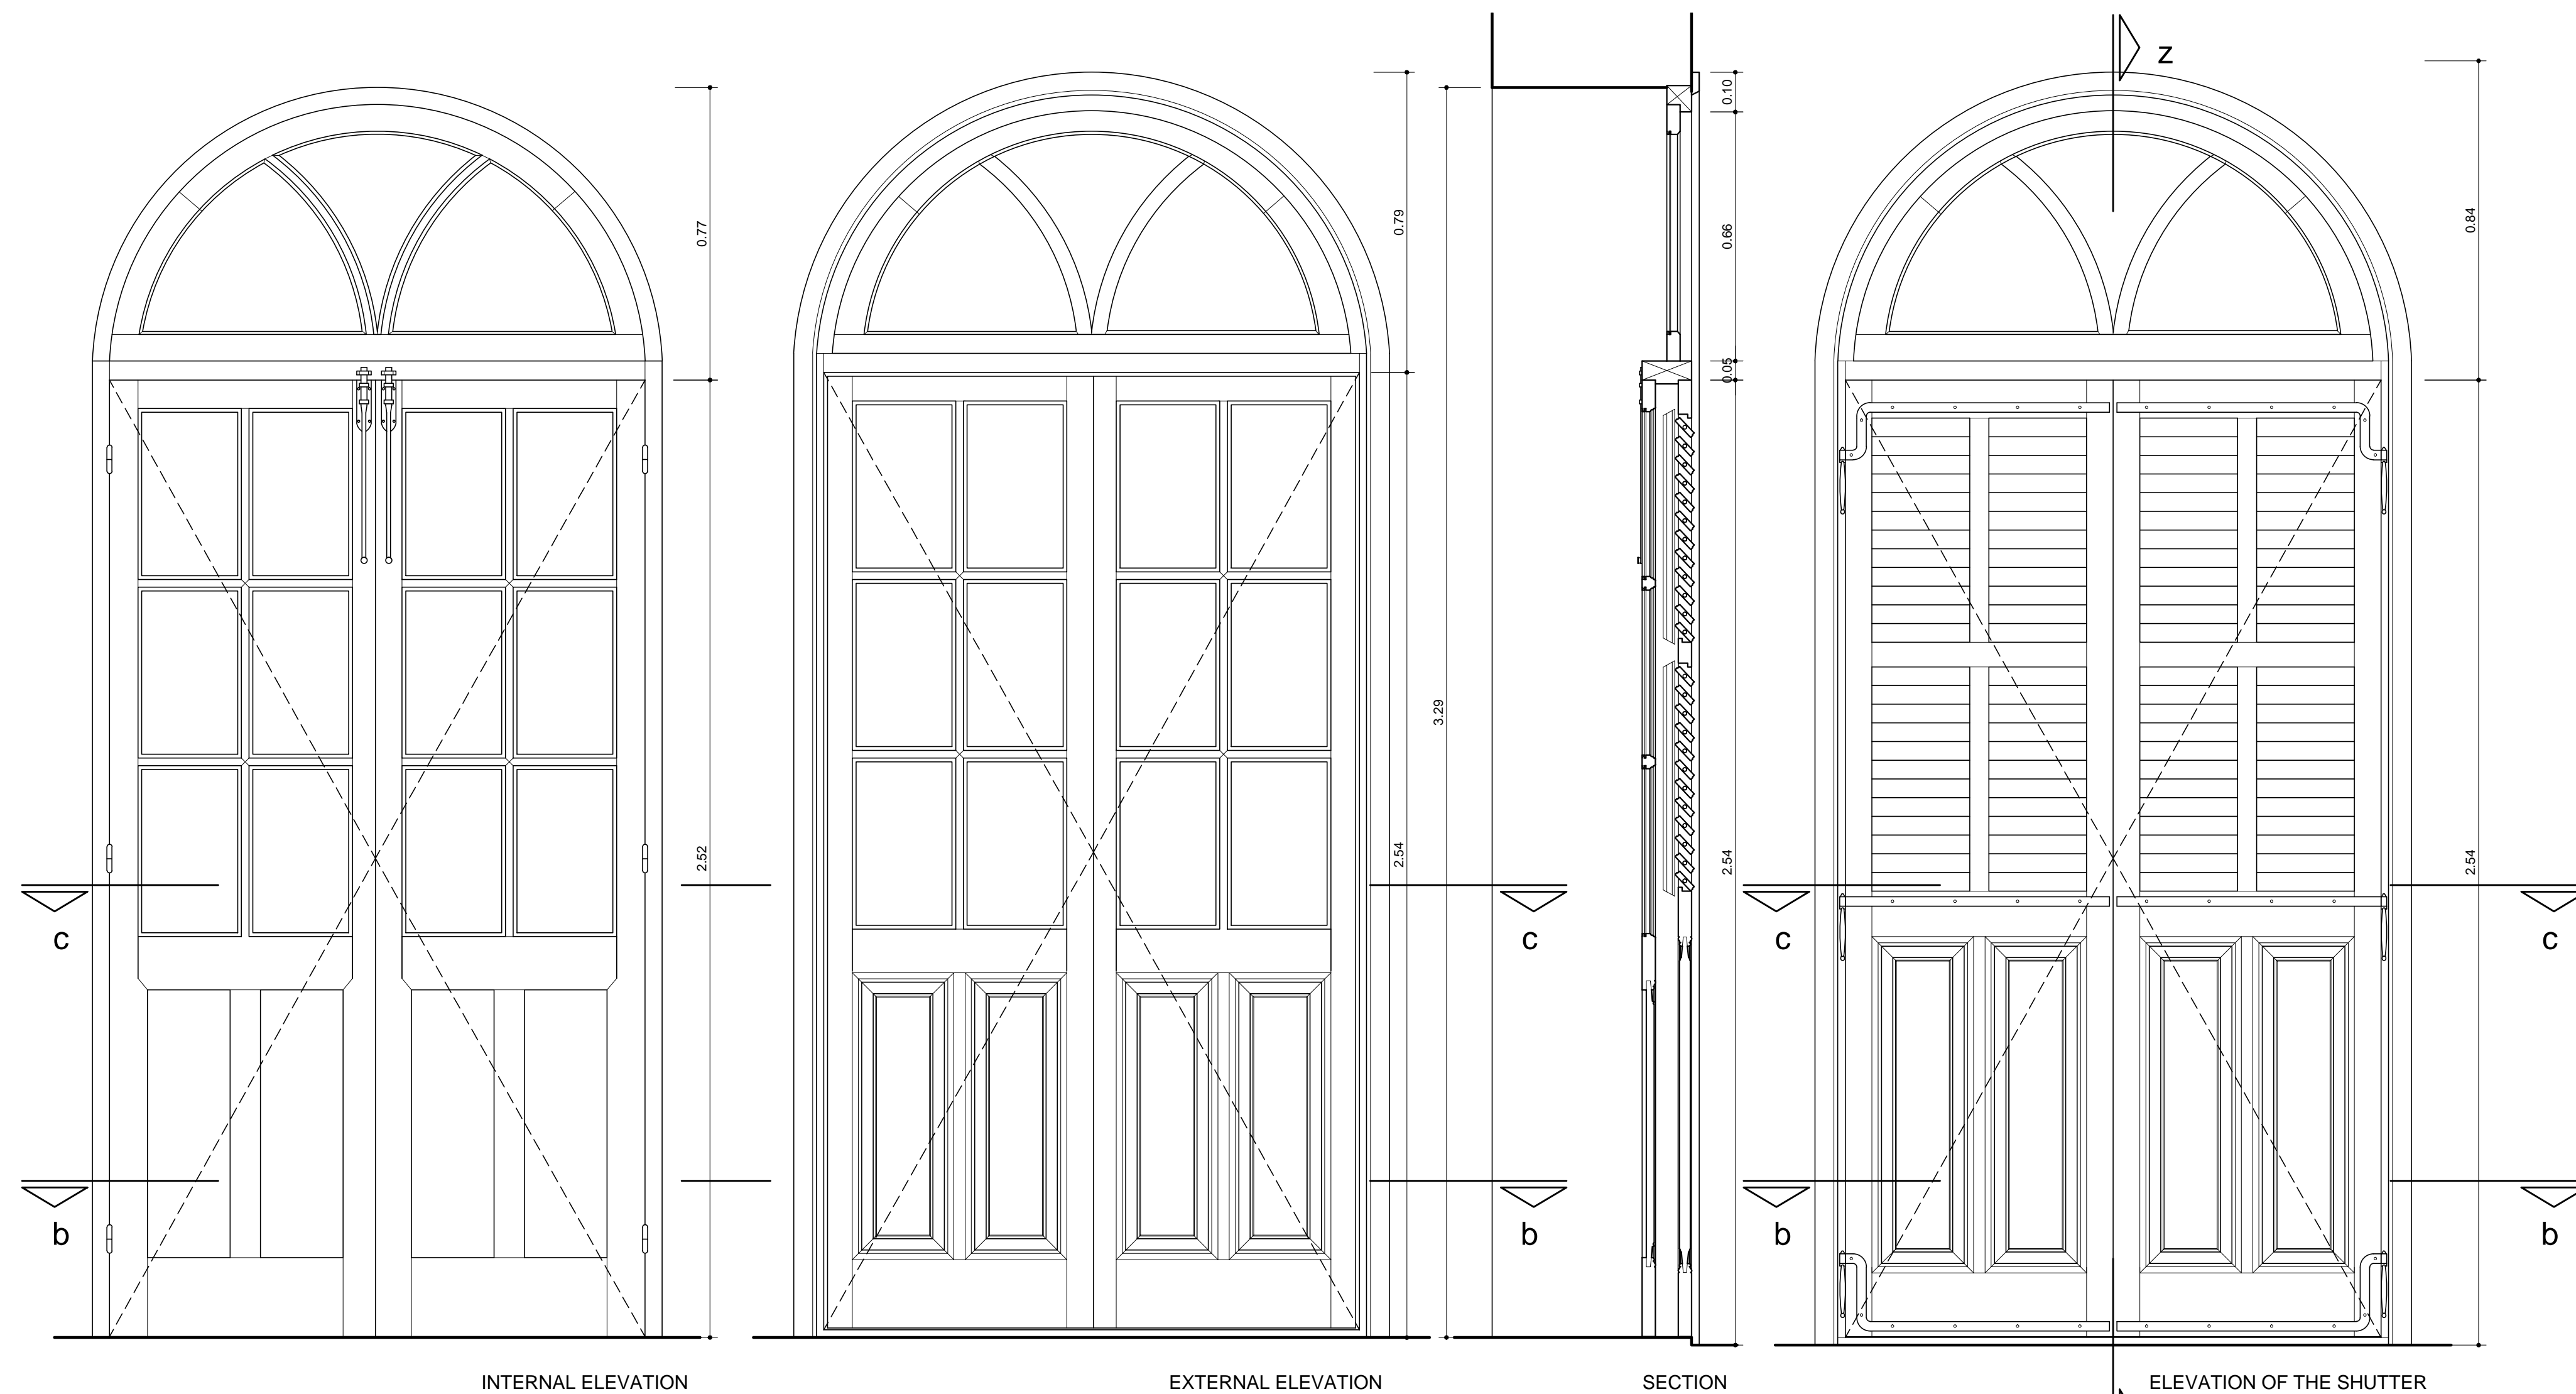 z
0.10
0.77
0.79
0.66
0.84
0.05
3.29
2.52
2.54
2.54
2.54
c
c
c
c
b
b
b
b
INTERNAL ELEVATION
EXTERNAL ELEVATION
SECTION
ELEVATION OF THE SHUTTER